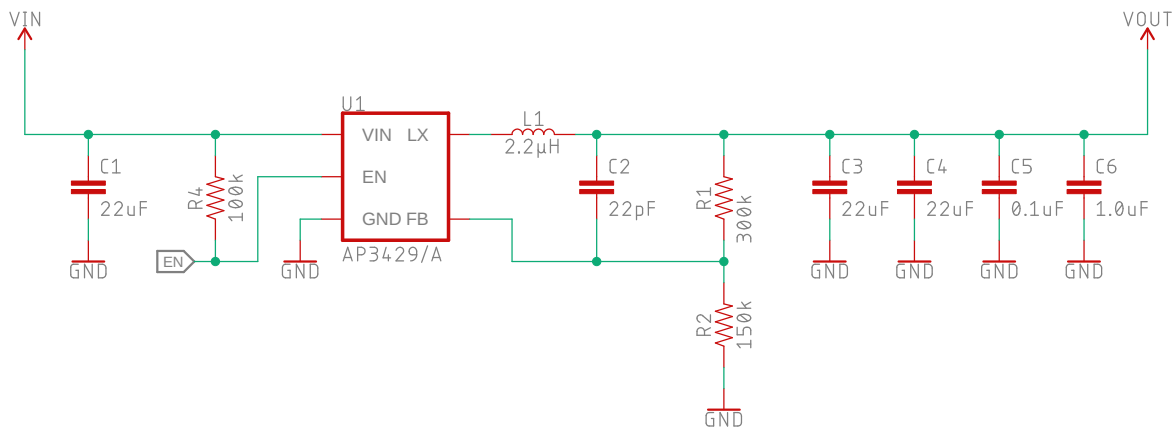 VIN
VOUT
U1
VIN LX
EN
GND FB
AP3429/A
L1
2.2µH
C1
22uF
GND
R4
100k
EN
GND
C2
22pF
R1
300k
R2
150k
GND
C3
22uF
GND
C4
22uF
GND
C5
0.1uF
GND
C6
1.0uF
GND